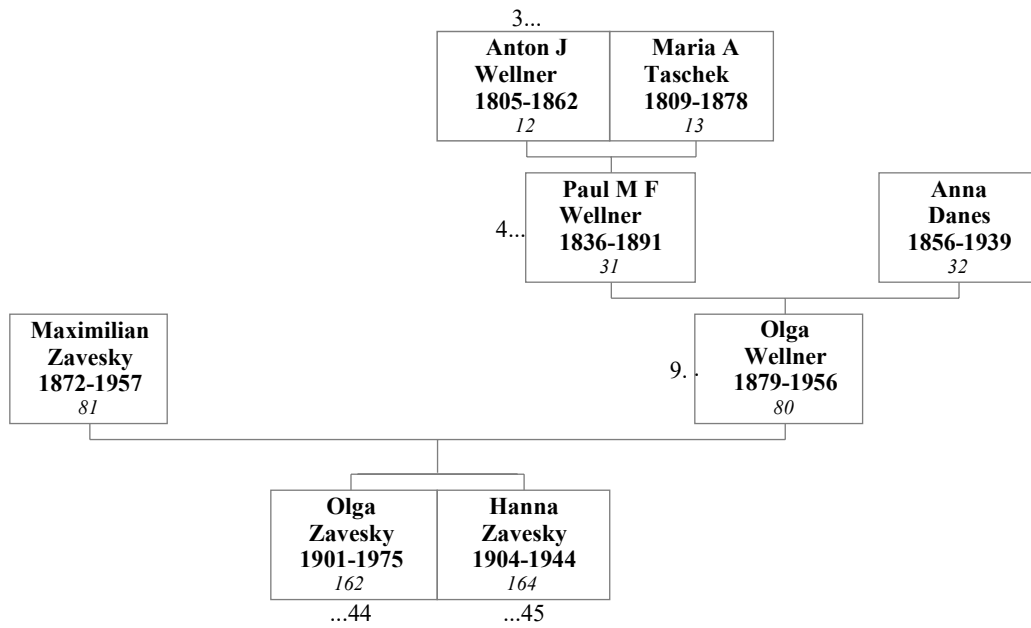 3...
Anton J
Wellner
1805-1862
12
Maria A
Taschek
1809-1878
13
4...
Paul M F
Wellner
1836-1891
31
Anna
Danes
1856-1939
32
Maximilian
Zavesky
1872-1957
81
9. .
Olga
Wellner
1879-1956
80
Olga
Zavesky
1901-1975
162
...44
Hanna
Zavesky
1904-1944
164
...45